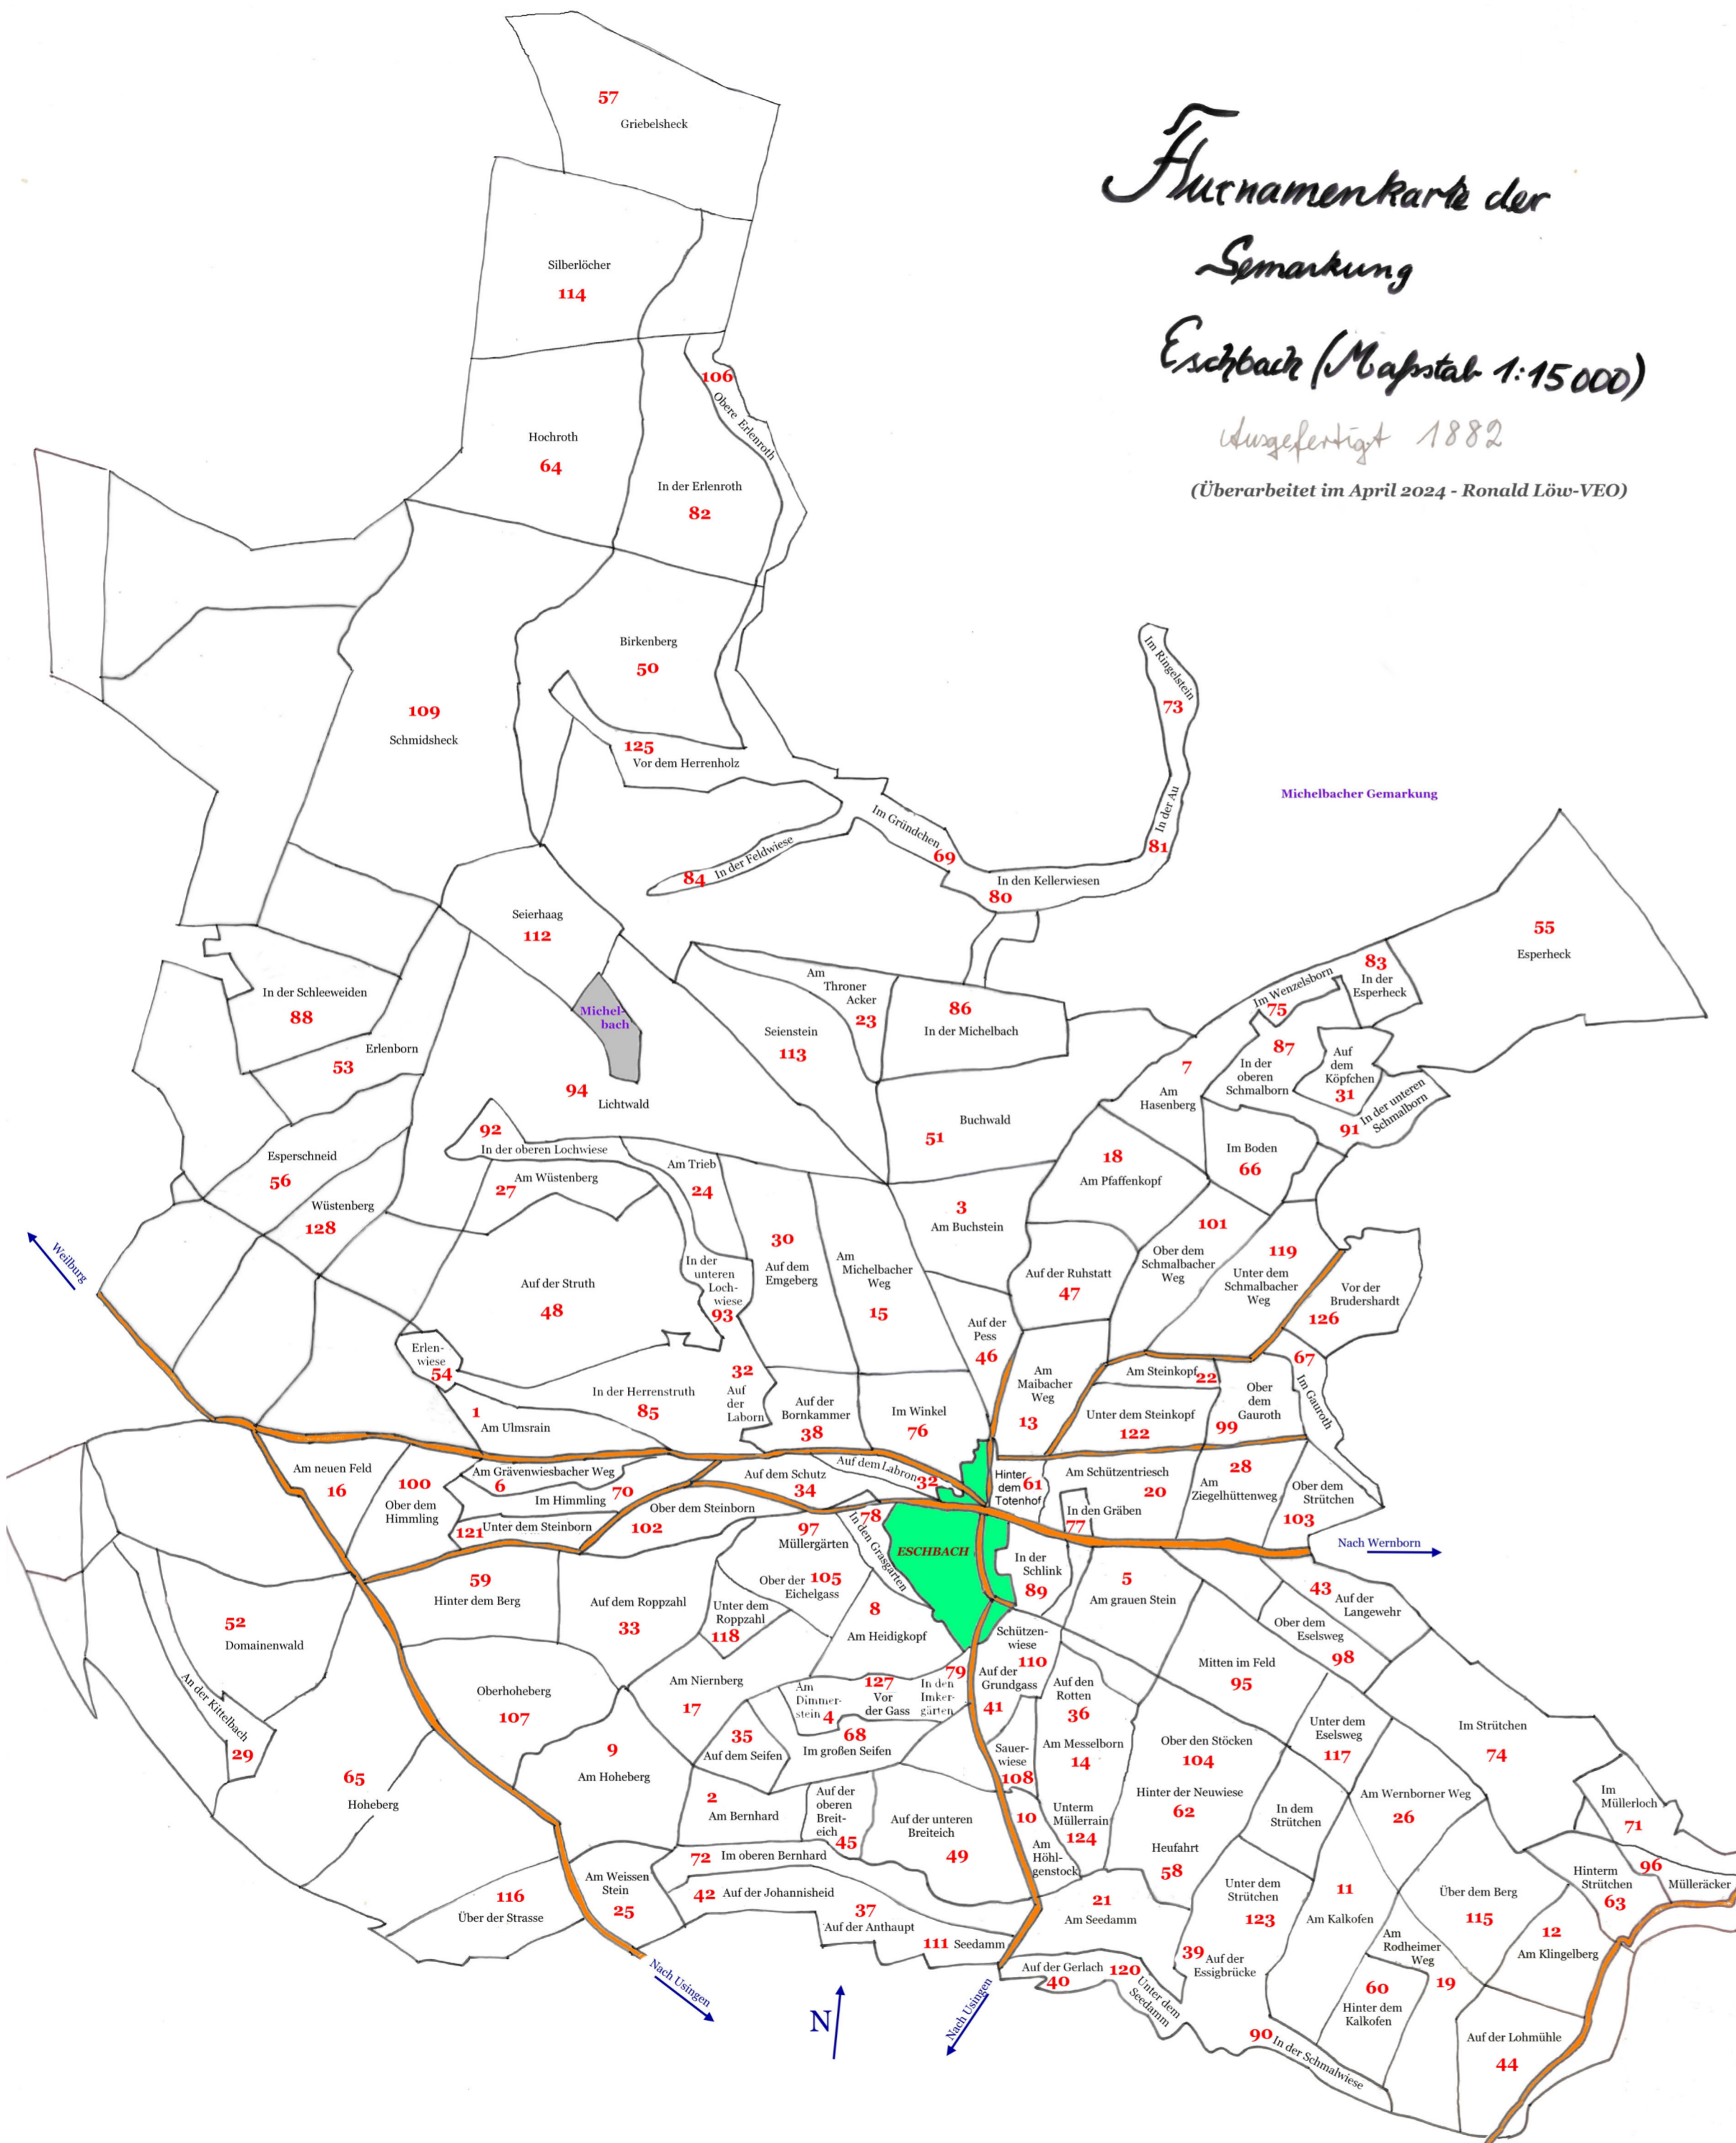 Flurnamenkarte der
Gemarkung
Eschbach (Maßstab 1:15000)
Ausgefertigt 1882
(Überarbeitet im April 2024 - Ronald Löw-VEO)
57
Griebelsheck
Silberlöcher
114
106
Obere Erlenroth
Hochroth
64
In der Erlenroth
82
Birkenberg
50
Im Ringelstein
73
109
Schmidsheck
125
Vor dem Herrenholz
Michelbacher Gemarkung
In der Au
81
Im Gründchen
69
84 In der Feldwiese
In den Kellerwiesen
80
Seierhaag
112
55
Esperheck
83
In der
Esperheck
Im Wenzelsborn
75
In der Schleeweiden
88
Michel-
bach
Am
Throner
Acker
23
86
In der Michelbach
Seienstein
113
Erlenborn
53
87
In der
oberen
Schmalborn
Auf
dem
Köpfchen
31
7
Am
Hasenberg
94
Lichtwald
91 In der unteren
Schmalborn
Buchwald
51
92
In der oberen Lochwiese
Esperschneid
56
Am Trieb
24
Am Wüstenberg
27
18
Am Pfaffenkopf
Im Boden
66
Wüstenberg
128
3
Am Buchstein
101
Ober dem
Schmalbacher
Weg
Weilburg
30
Auf dem
Emgeberg
Am
Michelbacher
Weg
15
119
Unter dem
Schmalbacher
Weg
In der
unteren
Loch-
wiese
93
Auf der Struth
48
Auf der Ruhstatt
47
Vor der
Brudershardt
126
Auf der
Pess
46
Erlen-
wiese
54
67
Im Gauroth
32
Auf
der
Laborn
Am
Maibacher
Weg
13
Am Steinkopf
22
Ober
dem
Gauroth
99
In der Herrenstruth
85
1
Am Ulmsrain
Auf der
Bornkammer
38
Im Winkel
76
Unter dem Steinkopf
122
Am neuen Feld
16
100
Ober dem
Himmling
Am Grävenwiesbacher Weg
6
Auf dem Labron
32
Auf dem Schutz
34
Hinter
dem
Totenhof
61
Am Schützentriesch
20
28
Am
Ziegelhüttenweg
Ober dem
Strütchen
103
Im Himmling
70
Ober dem Steinborn
102
121 Unter dem Steinborn
In den Gräben
77
78
In den Grasgärten
97
Müllergärten
ESCHBACH
Nach Wernborn
In der
Schlink
89
59
Hinter dem Berg
Ober der
Eichelgass
105
5
Am grauen Stein
43
Auf der
Langewehr
Auf dem Roppzahl
33
Unter dem
Roppzahl
118
8
Am Heidigkopf
Ober dem
Eselsweg
98
52
Domainenwald
Schützen-
wiese
110
An der Kittelbach
29
Am Niernberg
17
Am
Dimmer-
stein 4
127
Vor
der Gass
79
In den
Imker-
gärten
Auf der
Grundgass
41
Auf den
Rotten
36
Mitten im Feld
95
Oberhoheberg
107
35
Auf dem Seifen
68
Im großen Seifen
Unter dem
Eselsweg
117
Im Strütchen
74
9
Am Hoheberg
Sauer-
wiese
108
Am Messelborn
14
Ober den Stöcken
104
65
Hoheberg
2
Am Bernhard
Auf der
oberen
Breit-
eich
45
Hinter der Neuwiese
62
Am Wernborner Weg
26
Im
Müllerloch
71
Auf der unteren
Breiteich
49
10
Am
Höhl-
genstock
Unterm
Müllerrain
124
In dem
Strütchen
72 Im oberen Bernhard
Heufahrt
58
96
Mülleräcker
Hinterm
Strütchen
63
Am Weissen
Stein
25
42 Auf der Johannisheid
116
Über der Strasse
37
Auf der Anthaupt
21
Am Seedamm
Unter dem
Strütchen
123
11
Am Kalkofen
Über dem Berg
115
12
Am Klingelberg
111 Seedamm
39 Auf der
Essigbrücke
Am
Rodheimer
Weg
19
Nach Usingen
Auf der Gerlach
40
120
Unter dem
Seedamm
60
Hinter dem
Kalkofen
N
Nach Usingen
90 In der Schmalwiese
Auf der Lohmühle
44